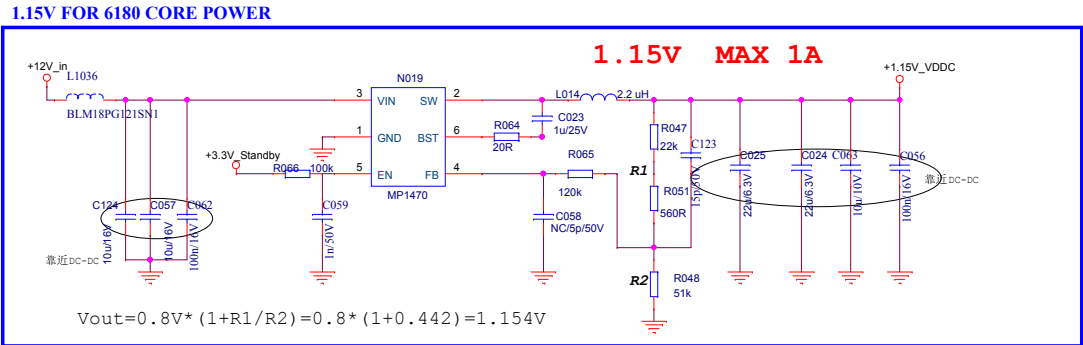 1.15V FOR 6180 CORE POWER
1.15V MAX 1A
+12V_in
L1036
BLM18PG121SN1
N019
3 VIN
SW 2
1 GND
BST 6
5 EN
FB 4
MP1470
+3.3V_Standby
R066 100k
C059
1n/50V
C124
10u/16V
C057
10u/16V
C062
100n/16V
靠近DC-DC
R064
20R
C023
1u/25V
L014 2.2 uH
R065
120k
C058
NC/5p/50V
R047
22k
R1
R051
560R
R2
R048
51k
C123
15p/50V
C025
22u/6.3V
C024
22u/6.3V
C063
10u/10V
C056
100n/16V
靠近DC-DC
+1.15V_VDDC
Vout=0.8V*(1+R1/R2)=0.8*(1+0.442)=1.154V